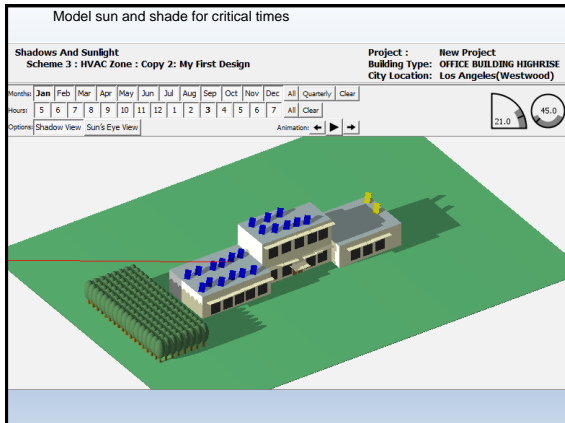 Model sun and shade for critical times
Shadows And Sunlight
Scheme 3 : HVAC Zone : Copy 2: My First Design
Project : New Project
Building Type: OFFICE BUILDING HIGHRISE
City Location: Los Angeles(Westwood)
Months: Jan Feb Mar Apr May Jun Jul Aug Sep Oct Nov Dec All Quarterly Clear
Hours: 5 6 7 8 9 10 11 12 1 2 3 4 5 6 7 All Clear
Options: Shadow View Sun's Eye View Animation:
21.0
45.0